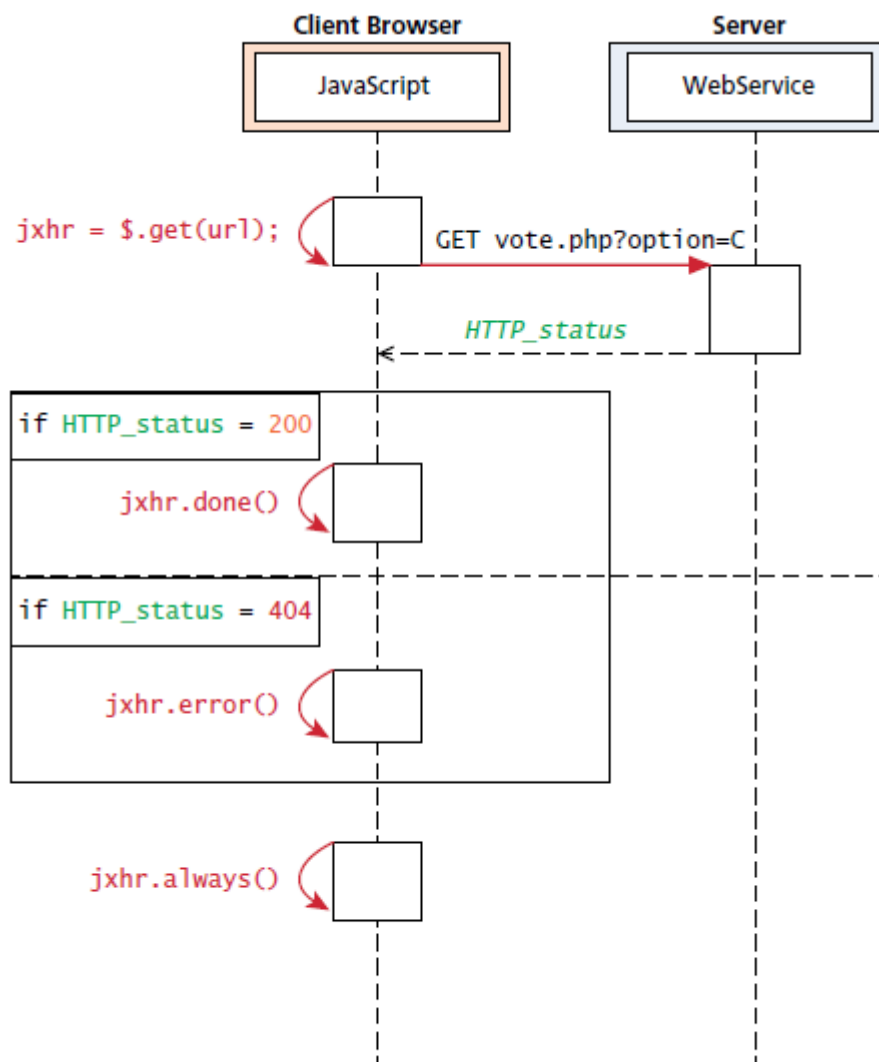 Client Browser
Server
JavaScript
WebService
jxhr = $.get(url);
GET vote.php?option=C
HTTP_status
if HTTP_status = 200
jxhr.done()
if HTTP_status = 404
jxhr.error()
jxhr.always()